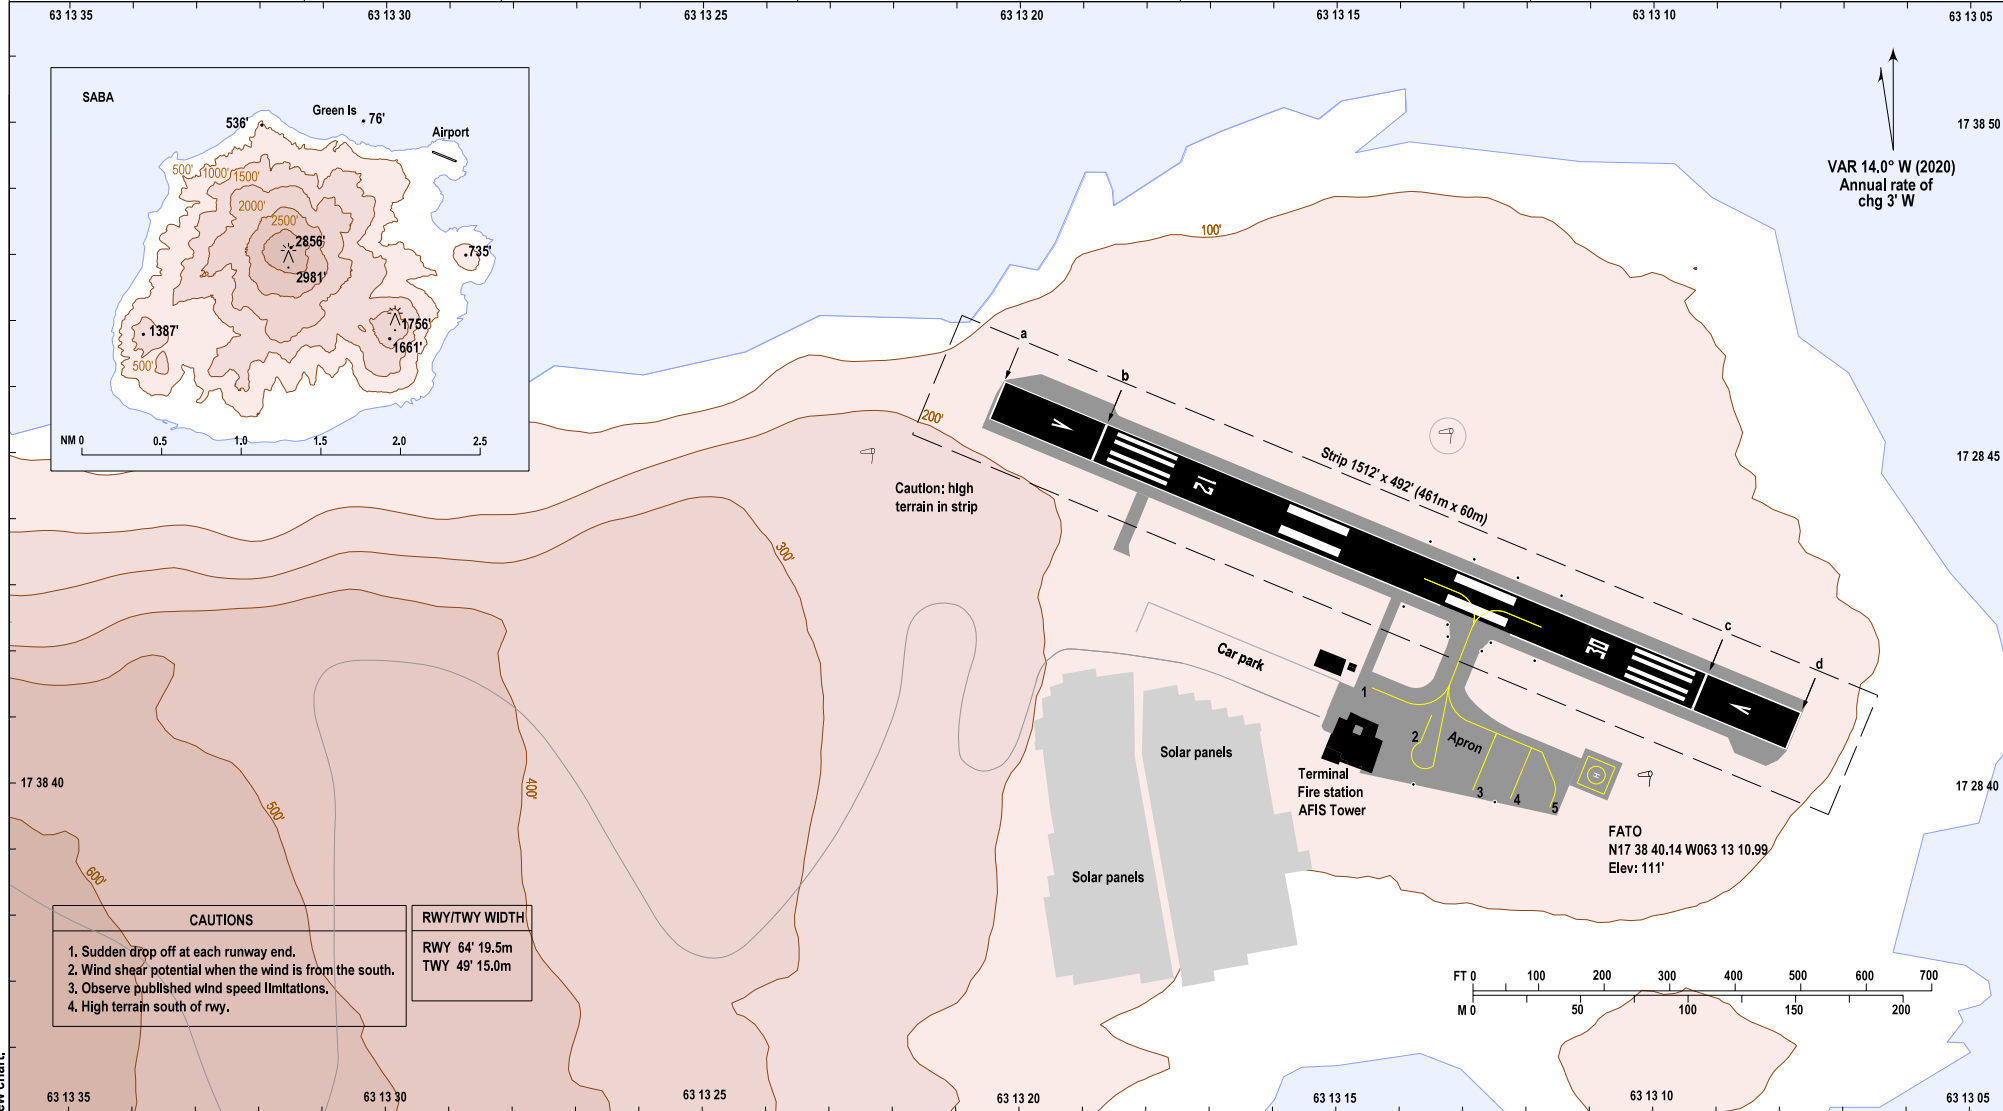 63 13 35
63 13 30
63 13 25
63 13 20
63 13 15
63 13 10
63 13 05
SABA
Green Is
76'
536'
Airport
500'
1000'
1500'
2000'
2500'
2856'
2981'
735'
1387'
1756'
1661'
500'
NM 0
0.5
1.0
1.5
2.0
2.5
17 38 50
VAR 14.0° W (2020)
Annual rate of
chg 3' W
100'
a
b
200'
Caution: high
terrain in strip
12
Strip 1512' x 492' (461m x 60m)
17 28 45
300'
30
c
d
Car park
1
2
Apron
3
4
5
H
Solar panels
Terminal
Fire station
AFIS Tower
17 38 40
17 28 40
400'
500'
600'
FATO
N17 38 40.14 W063 13 10.99
Elev: 111'
Solar panels
CAUTIONS
1. Sudden drop off at each runway end.
2. Wind shear potential when the wind is from the south.
3. Observe published wind speed limitations.
4. High terrain south of rwy.
RWY/TWY WIDTH
RWY 64' 19.5m
TWY 49' 15.0m
FT 0
100
200
300
400
500
600
700
M 0
50
100
150
200
63 13 35
63 13 30
63 13 25
63 13 20
63 13 15
63 13 10
63 13 05
chart.